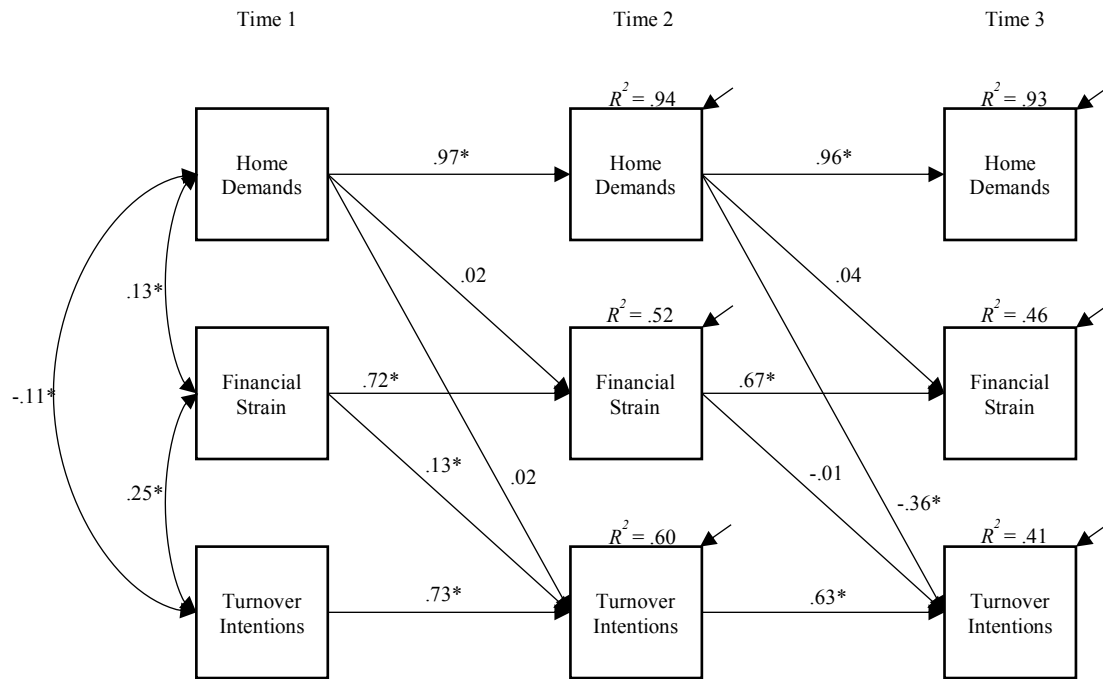 Time 1
Time 2
Time 3
R² = .94
R² = .93
Home
Demands
.97*
Home
Demands
.96*
Home
Demands
.13*
.02
.04
R² = .52
R² = .46
-.11*
Financial
Strain
.72*
Financial
Strain
.67*
Financial
Strain
.25*
.13*
.02
-.01
-.36*
R² = .60
R² = .41
Turnover
Intentions
.73*
Turnover
Intentions
.63*
Turnover
Intentions